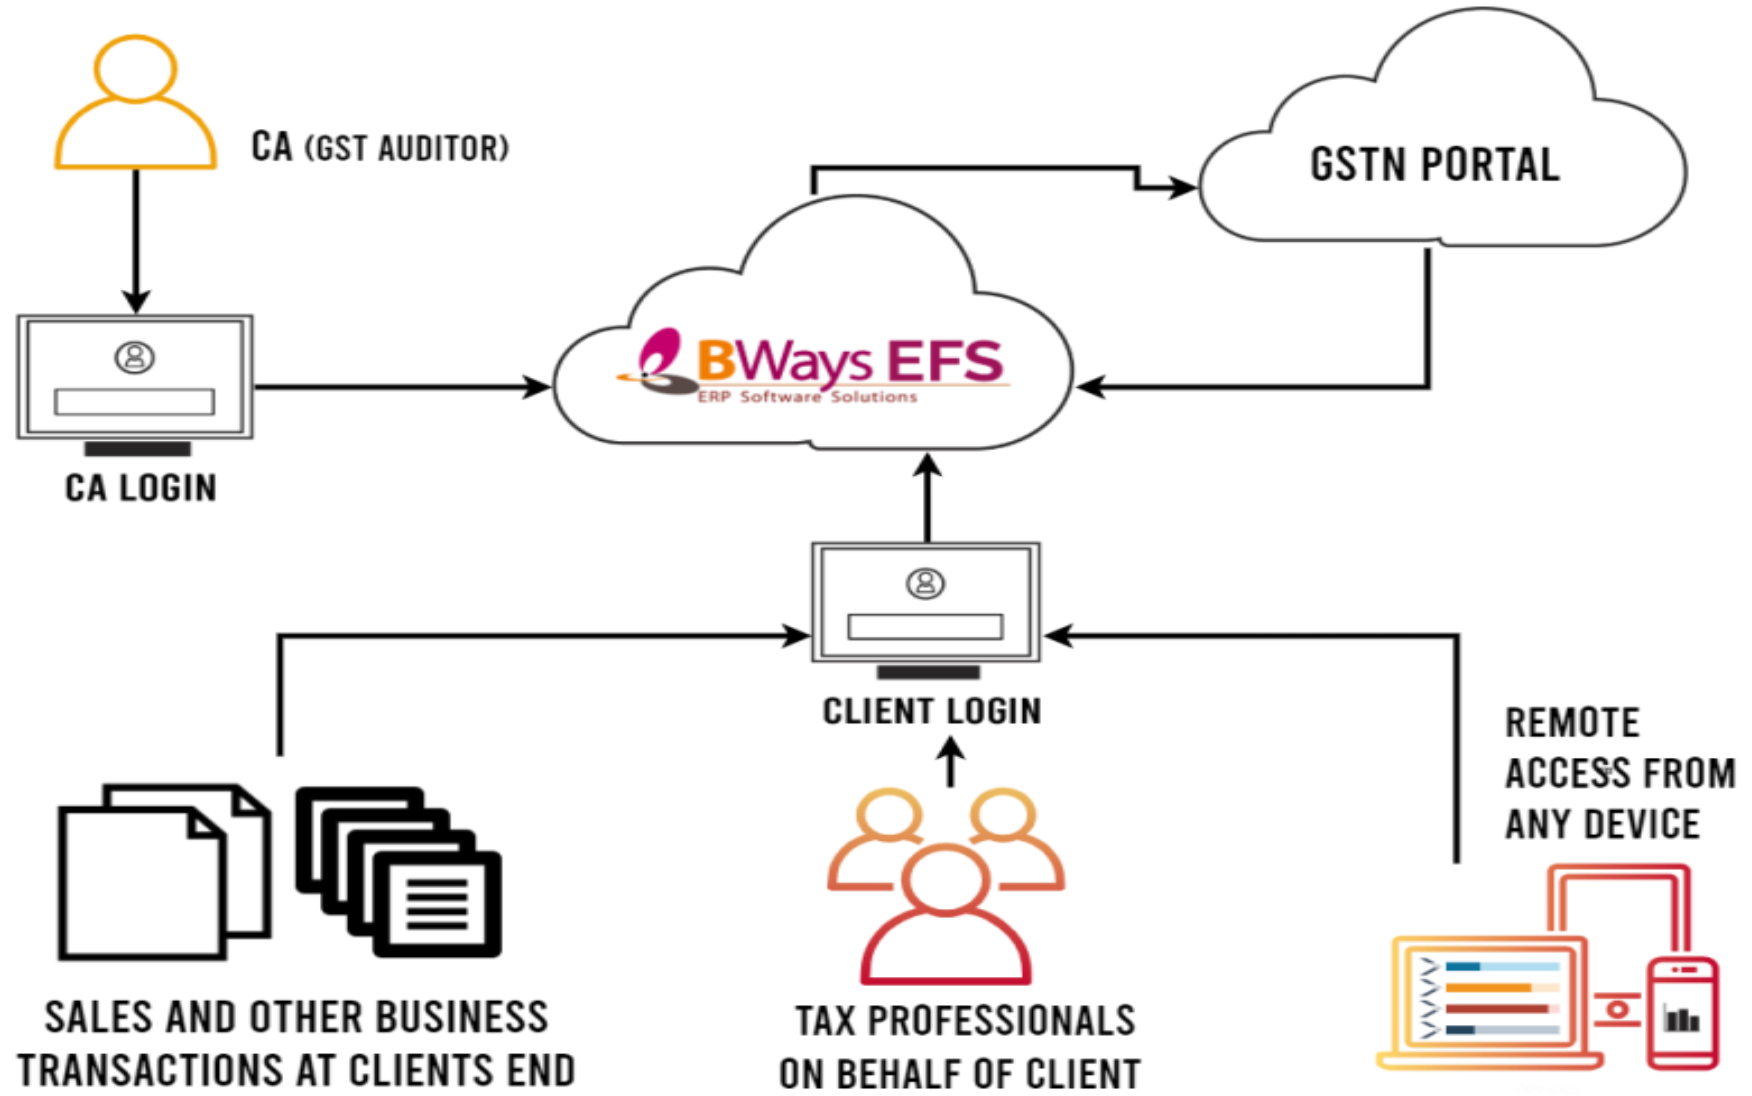 CA (GST AUDITOR)
GSTN PORTAL
BWays EFS
ERP Software Solutions
CA LOGIN
CLIENT LOGIN
REMOTE
ACCESS FROM
ANY DEVICE
SALES AND OTHER BUSINESS
TRANSACTIONS AT CLIENTS END
TAX PROFESSIONALS
ON BEHALF OF CLIENT